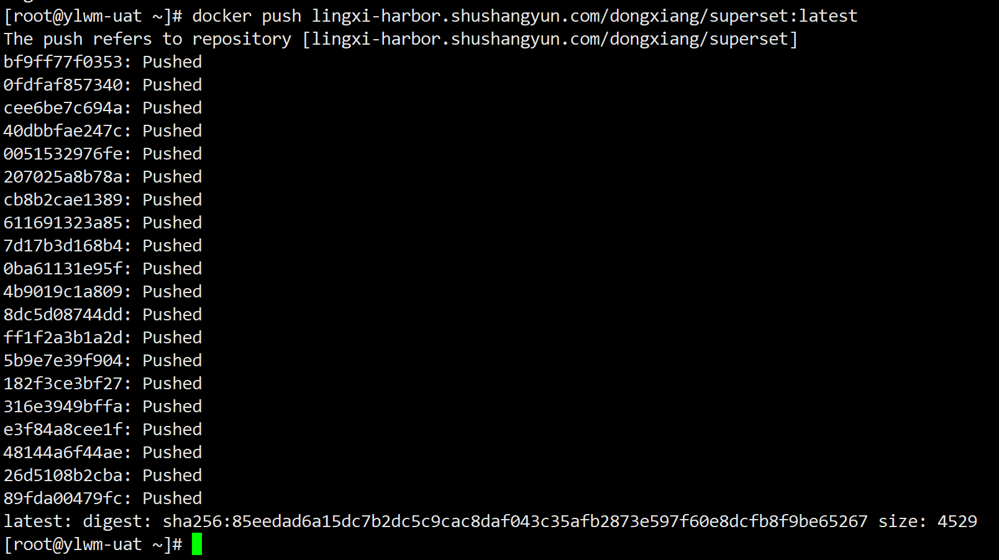 [root@ylwm-uat ~]# docker push lingxi-harbor.shushangyun.com/dongxiang/superset:latest
The push refers to repository [lingxi-harbor.shushangyun.com/dongxiang/superset]
bf9ff77f0353: Pushed
0fdfaf857340: Pushed
cee6be7c694a: Pushed
40dbbfae247c: Pushed
0051532976fe: Pushed
207025a8b78a: Pushed
cb8b2cae1389: Pushed
611691323a85: Pushed
7d17b3d168b4: Pushed
0ba61131e95f: Pushed
4b9019c1a809: Pushed
8dc5d08744dd: Pushed
ff1f2a3b1a2d: Pushed
5b9e7e39f904: Pushed
182f3ce3bf27: Pushed
316e3949bffa: Pushed
e3f84a8cee1f: Pushed
48144a6f44ae: Pushed
26d5108b2cba: Pushed
89fda00479fc: Pushed
latest: digest: sha256:85eedad6a15dc7b2dc5c9cac8daf043c35afb2873e597f60e8dcfb8f9be65267 size: 4529
[root@ylwm-uat ~]#